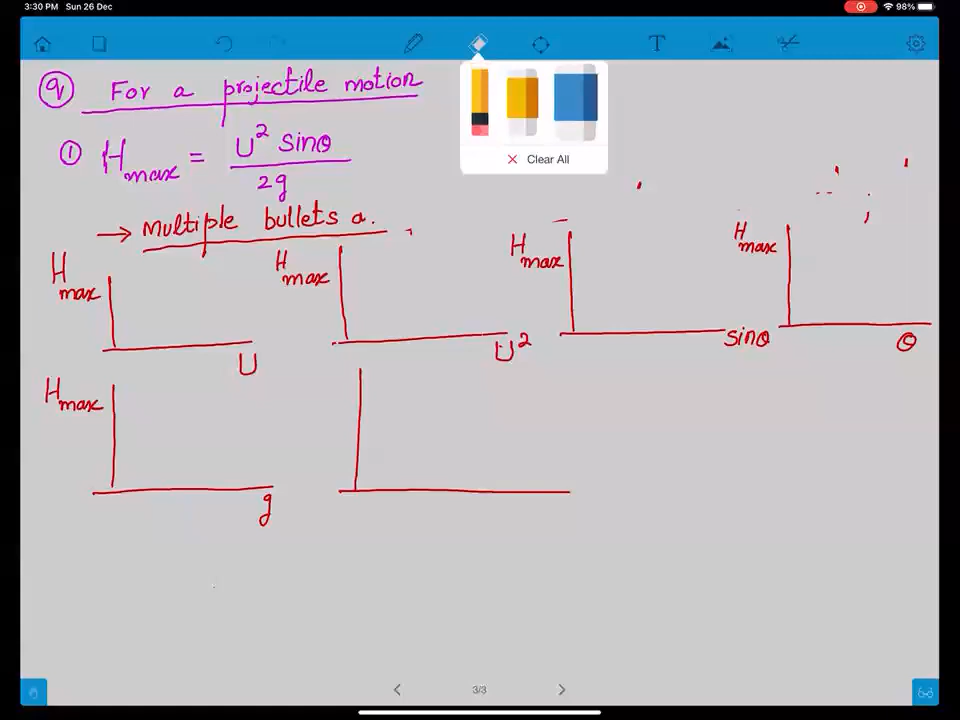 3:30 PM Sun 26 Dec
98%
T
Clear All
q For a projectile motion
① Hmax = U² sinθ / 2g
→ Multiple bullets a.
Hmax U
Hmax U²
Hmax sinθ
Hmax θ
Hmax g
3/3